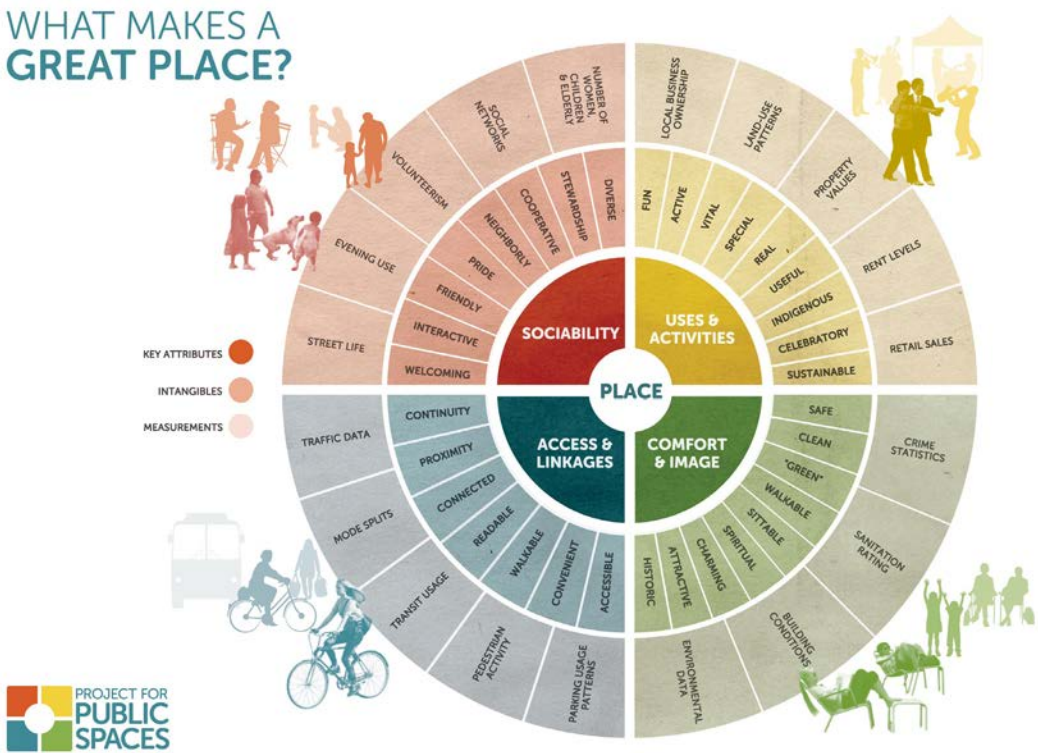 WHAT MAKES A
GREAT PLACE?
KEY ATTRIBUTES
INTANGIBLES
MEASUREMENTS
PLACE
SOCIABILITY
WELCOMING
INTERACTIVE
FRIENDLY
PRIDE
NEIGHBORLY
COOPERATIVE
STEWARDSHIP
DIVERSE
STREET LIFE
EVENING USE
VOLUNTEERISM
SOCIAL
NETWORKS
NUMBER OF
WOMEN,
CHILDREN
& ELDERLY
USES &
ACTIVITIES
FUN
ACTIVE
VITAL
SPECIAL
REAL
USEFUL
INDIGENOUS
CELEBRATORY
SUSTAINABLE
LOCAL BUSINESS
OWNERSHIP
LAND-USE
PATTERNS
PROPERTY
VALUES
RENT LEVELS
RETAIL SALES
COMFORT
& IMAGE
SAFE
CLEAN
"GREEN"
WALKABLE
SITTABLE
SPIRITUAL
CHARMING
ATTRACTIVE
HISTORIC
CRIME
STATISTICS
SANITATION
RATING
BUILDING
CONDITIONS
ENVIRONMENTAL
DATA
ACCESS &
LINKAGES
CONTINUITY
PROXIMITY
CONNECTED
READABLE
WALKABLE
CONVENIENT
ACCESSIBLE
TRAFFIC DATA
MODE SPLITS
TRANSIT USAGE
PEDESTRIAN
ACTIVITY
PARKING USAGE
PATTERNS
PROJECT FOR
PUBLIC
SPACES